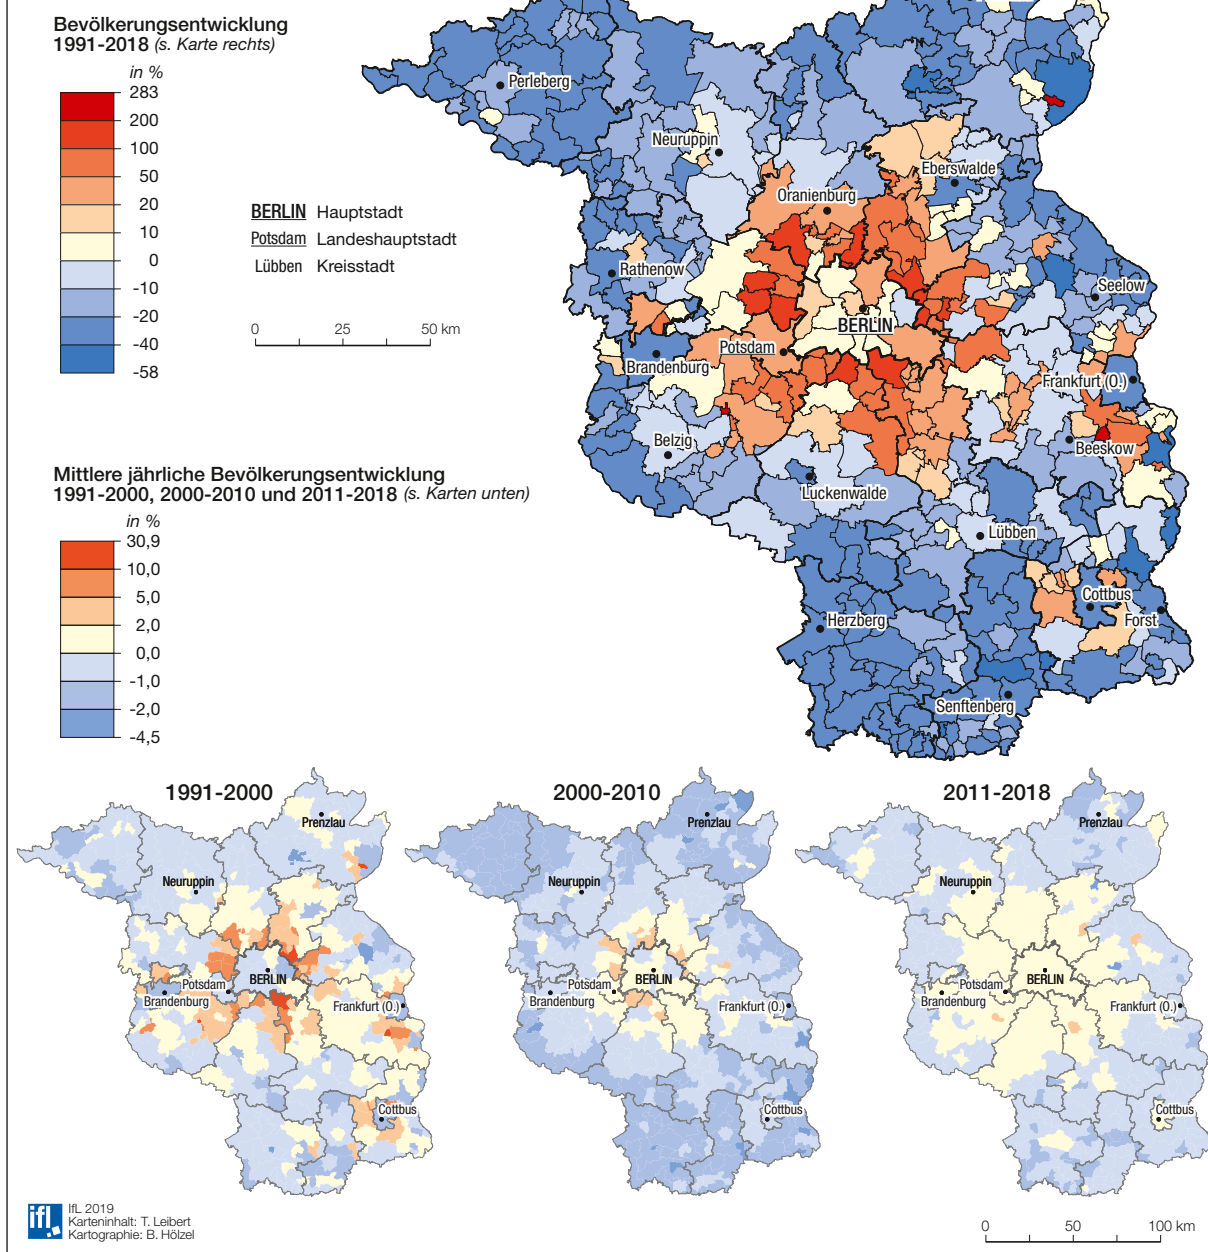 Bevölkerungsentwicklung
1991-2018 (s. Karte rechts)
in %
283
200
100
50
20
10
0
-10
-20
-40
-58
BERLIN Hauptstadt
Potsdam Landeshauptstadt
Lübben Kreisstadt
0 25 50 km
Perleberg
Neuruppin
Eberswalde
Oranienburg
Rathenow
Seelow
BERLIN
Potsdam
Brandenburg
Frankfurt (O.)
Belzig
Beeskow
Luckenwalde
Lübben
Cottbus
Forst
Herzberg
Senftenberg
Mittlere jährliche Bevölkerungsentwicklung
1991-2000, 2000-2010 und 2011-2018 (s. Karten unten)
in %
30,9
10,0
5,0
2,0
0,0
-1,0
-2,0
-4,5
1991-2000
Prenzlau
Neuruppin
BERLIN
Potsdam
Brandenburg
Frankfurt (O.)
Cottbus
2000-2010
Prenzlau
Neuruppin
BERLIN
Potsdam
Brandenburg
Frankfurt (O.)
Cottbus
2011-2018
Prenzlau
Neuruppin
BERLIN
Potsdam
Brandenburg
Frankfurt (O.)
Cottbus
ifl
IfL 2019
Karteninhalt: T. Leibert
Kartographie: B. Hölzel
0 50 100 km